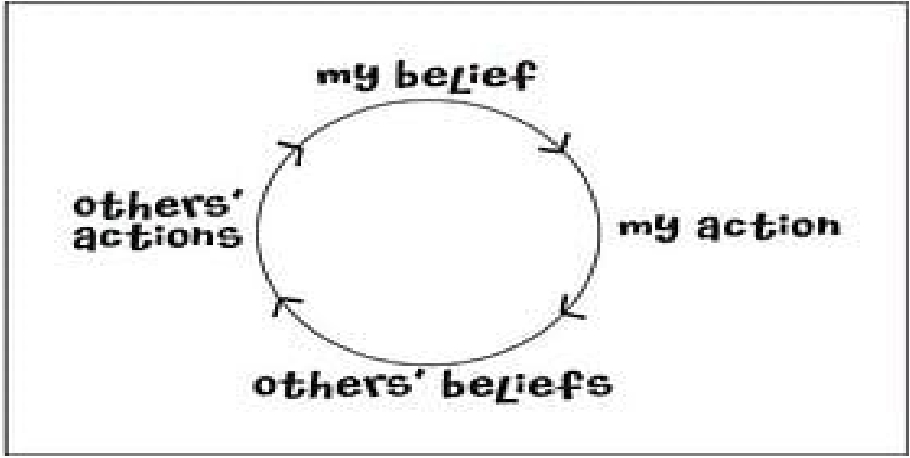 my belief
others'
actions
my action
others' beliefs